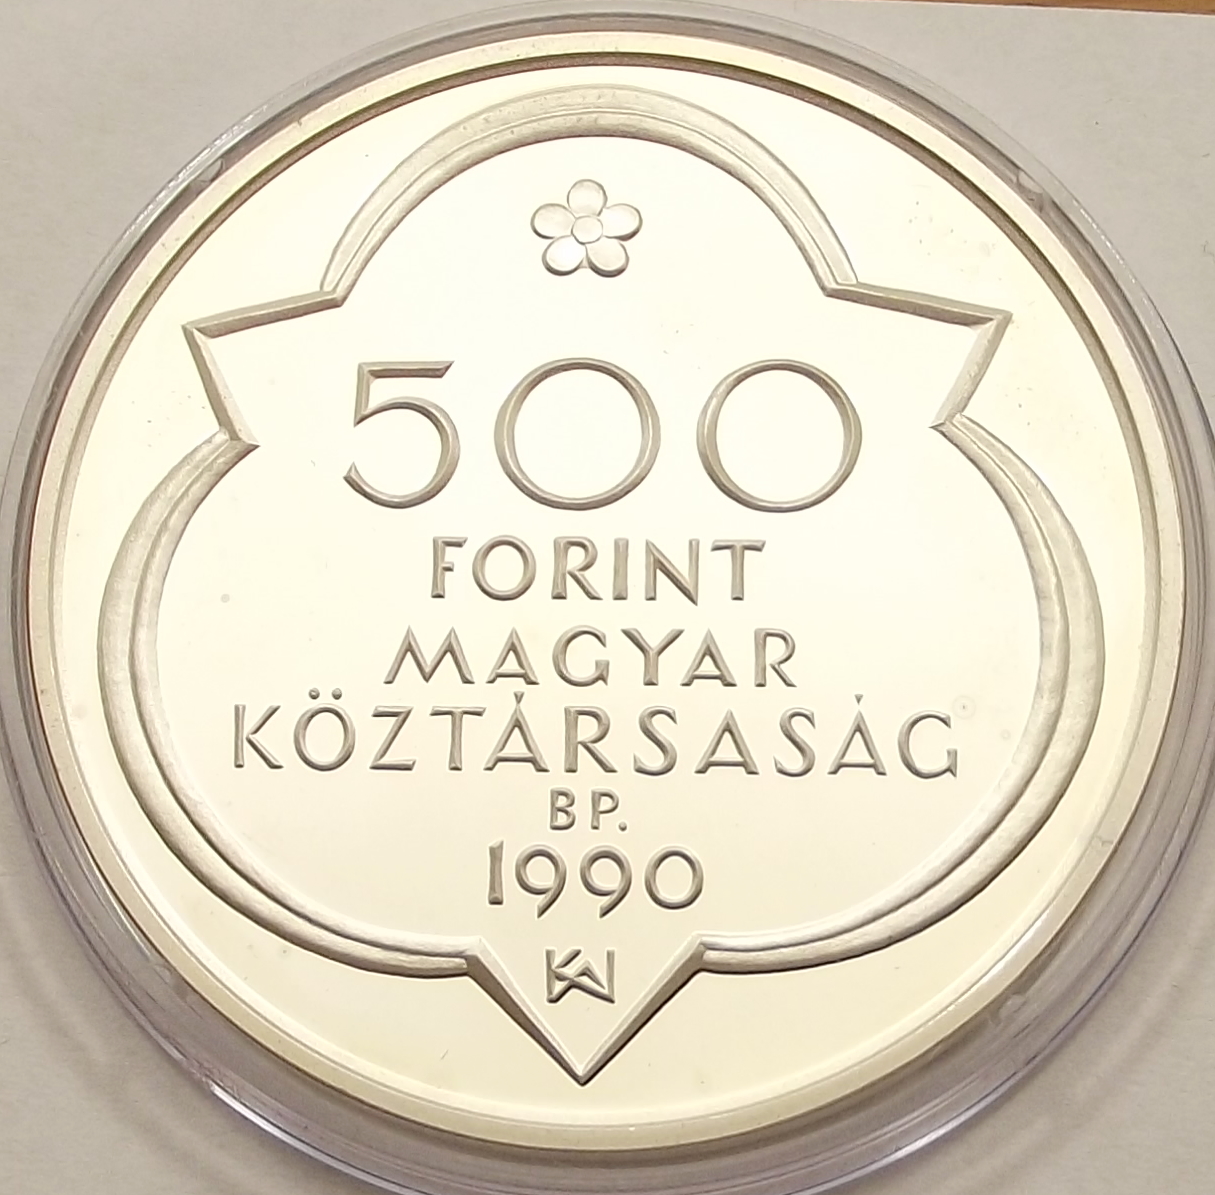 500
FORINT
MAGYAR
KÖZTÁRSASÁG
BP.
1990